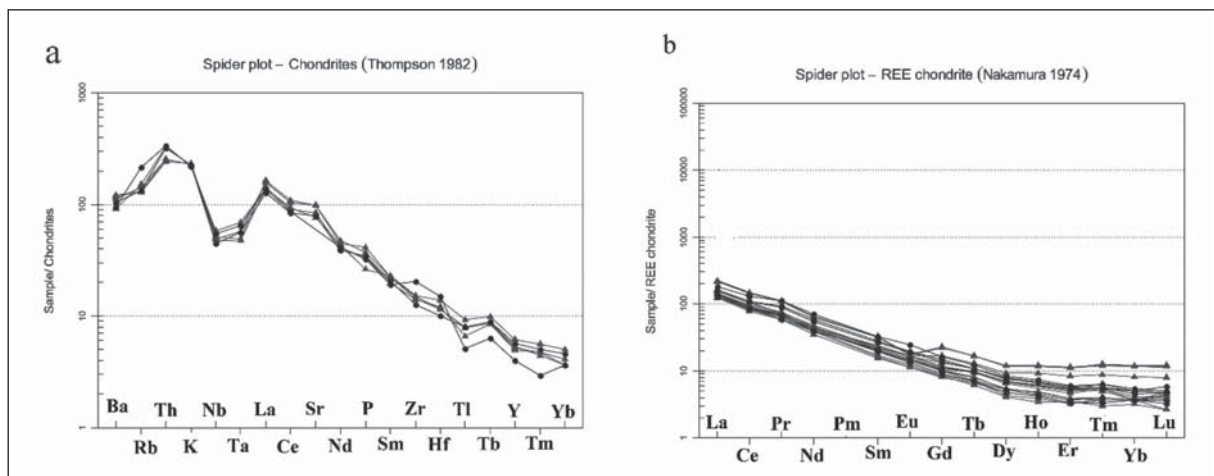 a
Spider plot – Chondrites (Thompson 1982)
Sample/ Chondrites
1000
100
10
1
Ba Th Nb La Sr P Zr Tl Y Yb
Rb K Ta Ce Nd Sm Hf Tb Tm
b
Spider plot – REE chondrite (Nakamura 1974)
Sample/ REE chondrite
100000
10000
1000
100
10
1
La Pr Pm Eu Tb Ho Tm Lu
Ce Nd Sm Gd Dy Er Yb